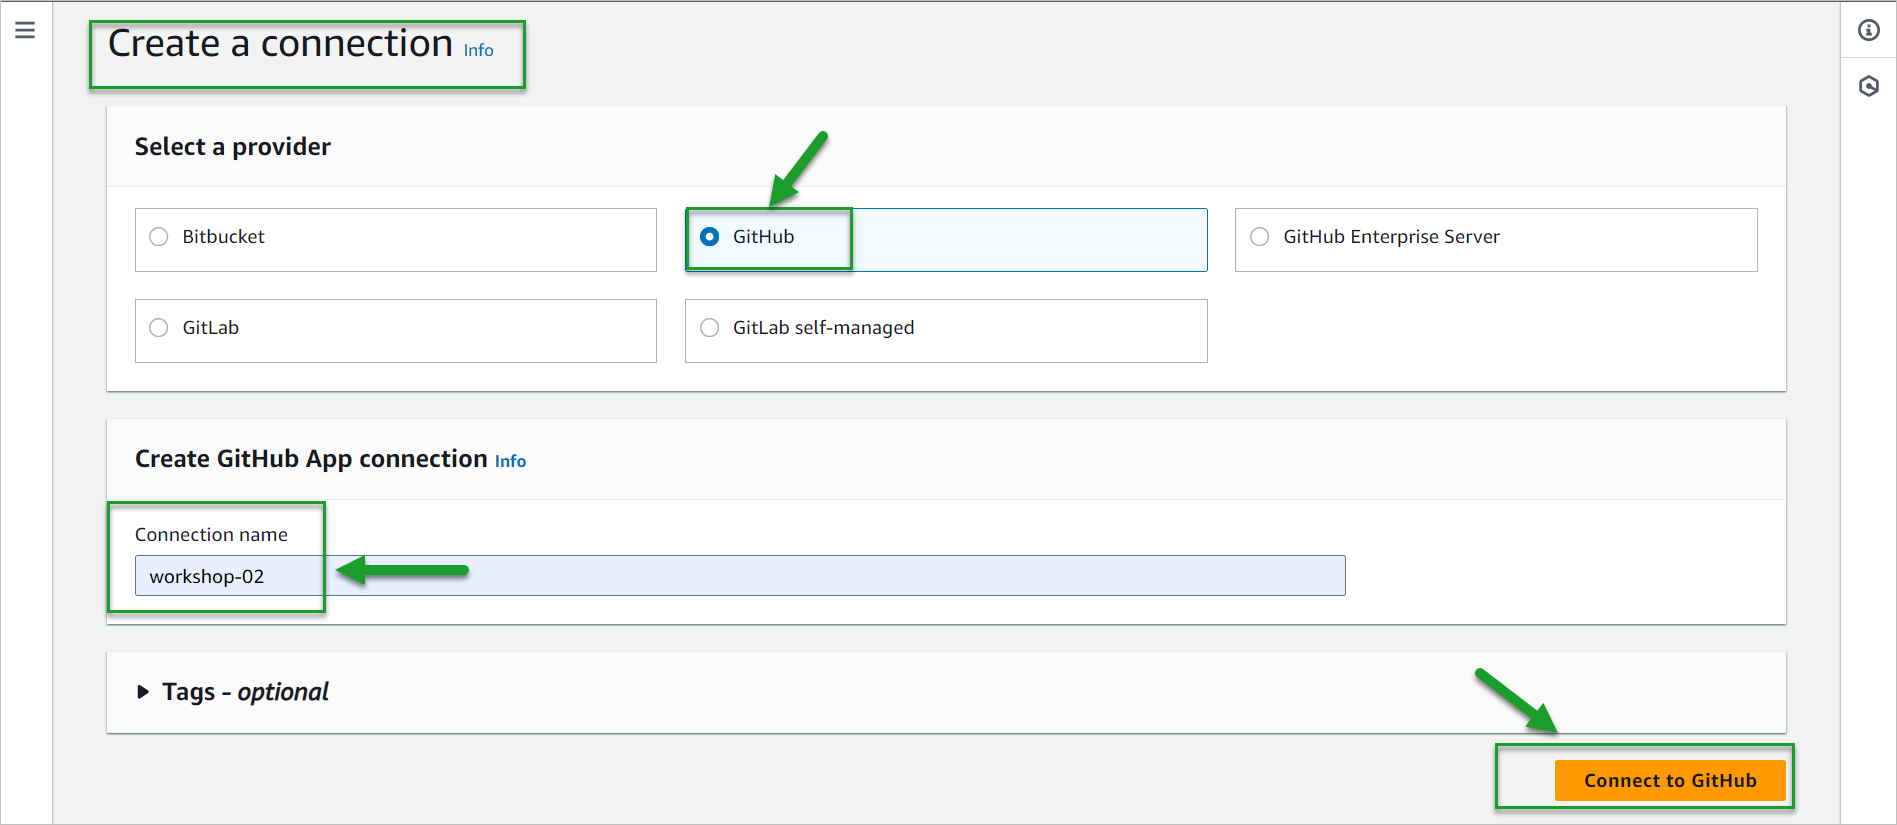 Create a connection Info
Select a provider
Bitbucket
GitHub
GitHub Enterprise Server
GitLab
GitLab self-managed
Create GitHub App connection Info
Connection name
workshop-02
Tags - optional
Connect to GitHub